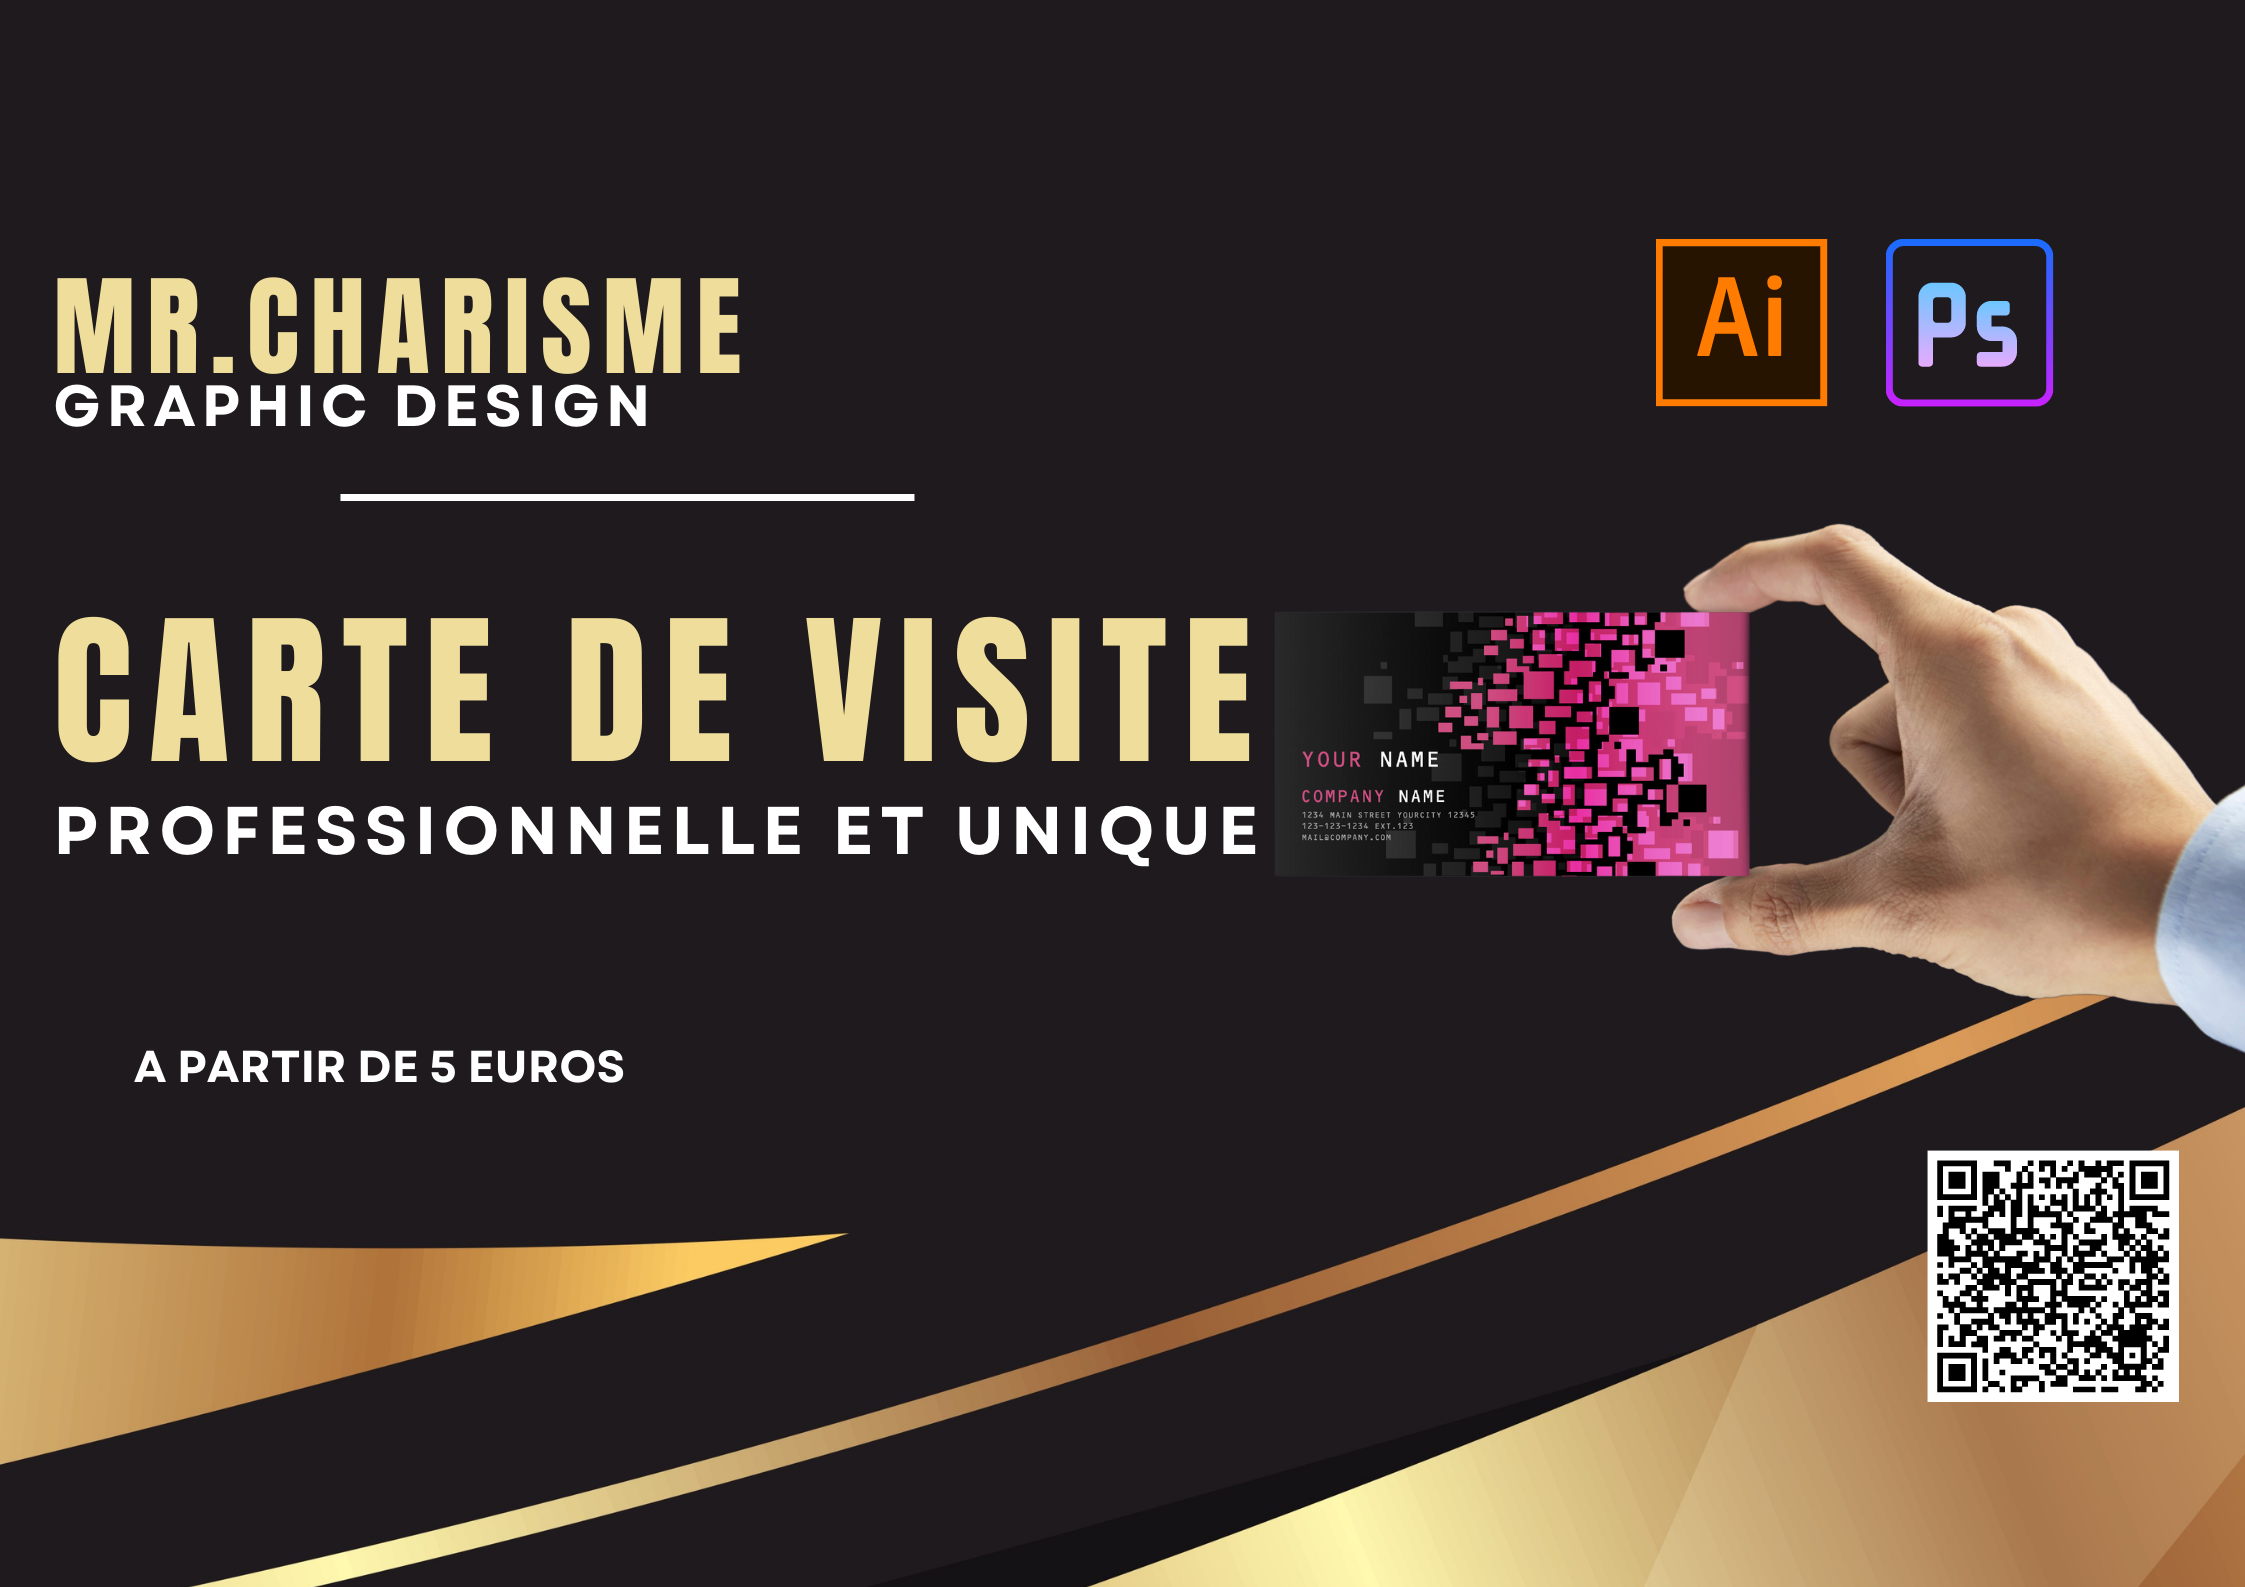 MR.CHARISME
GRAPHIC DESIGN
Ai
Ps
CARTE DE VISITE
PROFESSIONNELLE ET UNIQUE
YOUR NAME
COMPANY NAME
1234 MAIN STREET YOURCITY 12345
123-123-1234 EXT.123
MAIL@COMPANY.COM
A PARTIR DE 5 EUROS